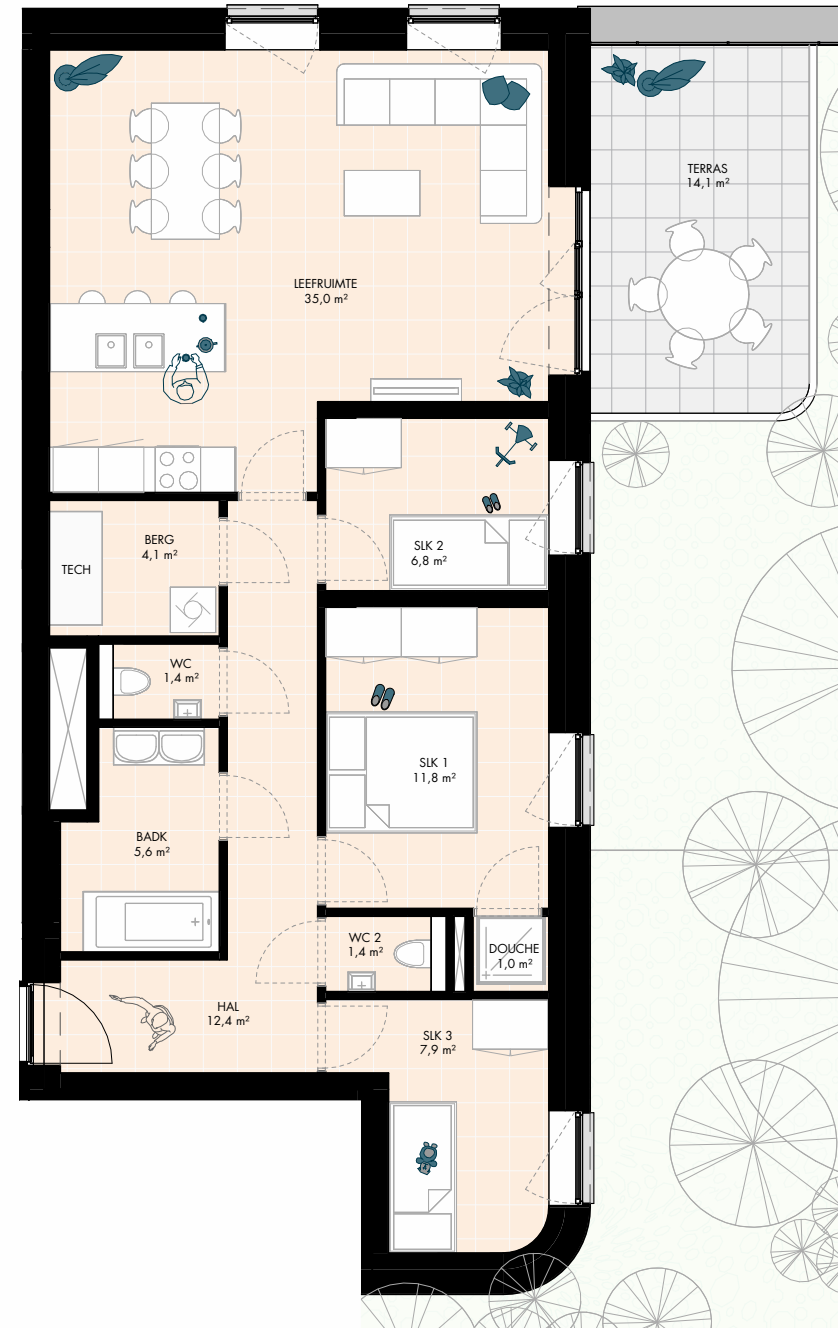 TERRAS
14,1 m²
LEEFRUIMTE
35,0 m²
BERG
4,1 m²
TECH
SLK 2
6,8 m²
WC
1,4 m²
SLK 1
11,8 m²
BADK
5,6 m²
WC 2
1,4 m²
DOUCHE
1,0 m²
HAL
12,4 m²
SLK 3
7,9 m²